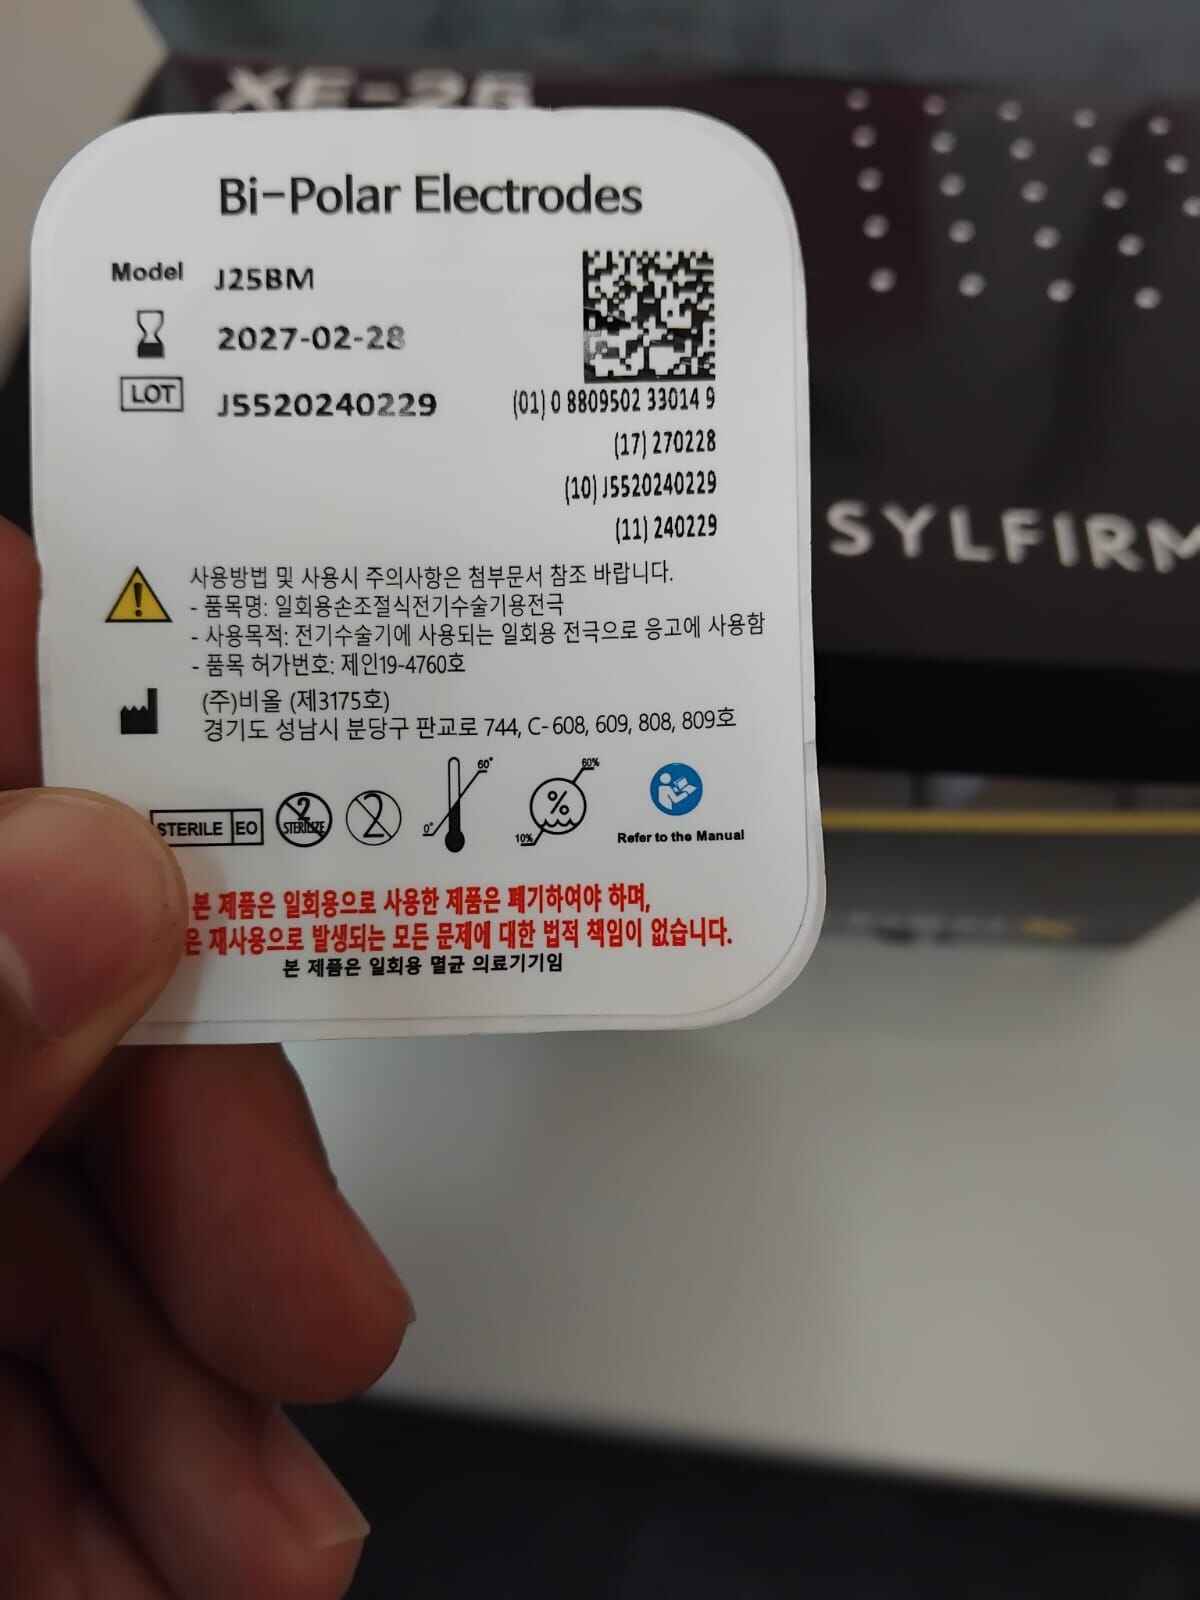 XE-25
Bi-Polar Electrodes
Model J25BM
2027-02-28
LOT J5520240229
(01) 0 8809502 33014 9
(17) 270228
(10) J5520240229
(11) 240229
SYLFIRM
사용방법 및 사용시 주의사항은 첨부문서 참조 바랍니다.
- 품목명: 일회용손조절식전기수술기용전극
- 사용목적: 전기수술기에 사용되는 일회용 전극으로 응고에 사용함
- 품목 허가번호: 제인19-4760호
(주)비올 (제3175호)
경기도 성남시 분당구 판교로 744, C-608, 609, 808, 809호
60°
0°
60%
%
10%
STERILE EO
2
STERILIZE
2
Refer to the Manual
본 제품은 일회용으로 사용한 제품은 폐기하여야 하며,
은 재사용으로 발생되는 모든 문제에 대한 법적 책임이 없습니다.
본 제품은 일회용 멸균 의료기기임